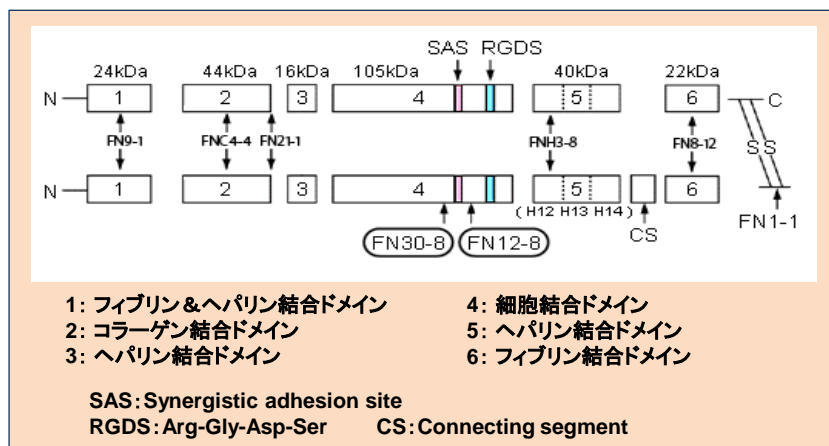 SAS RGDS
24kDa 44kDa 16kDa 105kDa 40kDa 22kDa
N 1 2 3 4 5 6 C
FN9-1 FNC4-4 FN21-1 FNH3-8 FN8-12 SS
N 1 2 3 4 5 6
(H12 H13 H14)
FN30-8 FN12-8 CS FN1-1
1: フィブリン&ヘパリン結合ドメイン 4: 細胞結合ドメイン
2: コラーゲン結合ドメイン 5: ヘパリン結合ドメイン
3: ヘパリン結合ドメイン 6: フィブリン結合ドメイン
SAS:Synergistic adhesion site
RGDS:Arg-Gly-Asp-Ser CS:Connecting segment